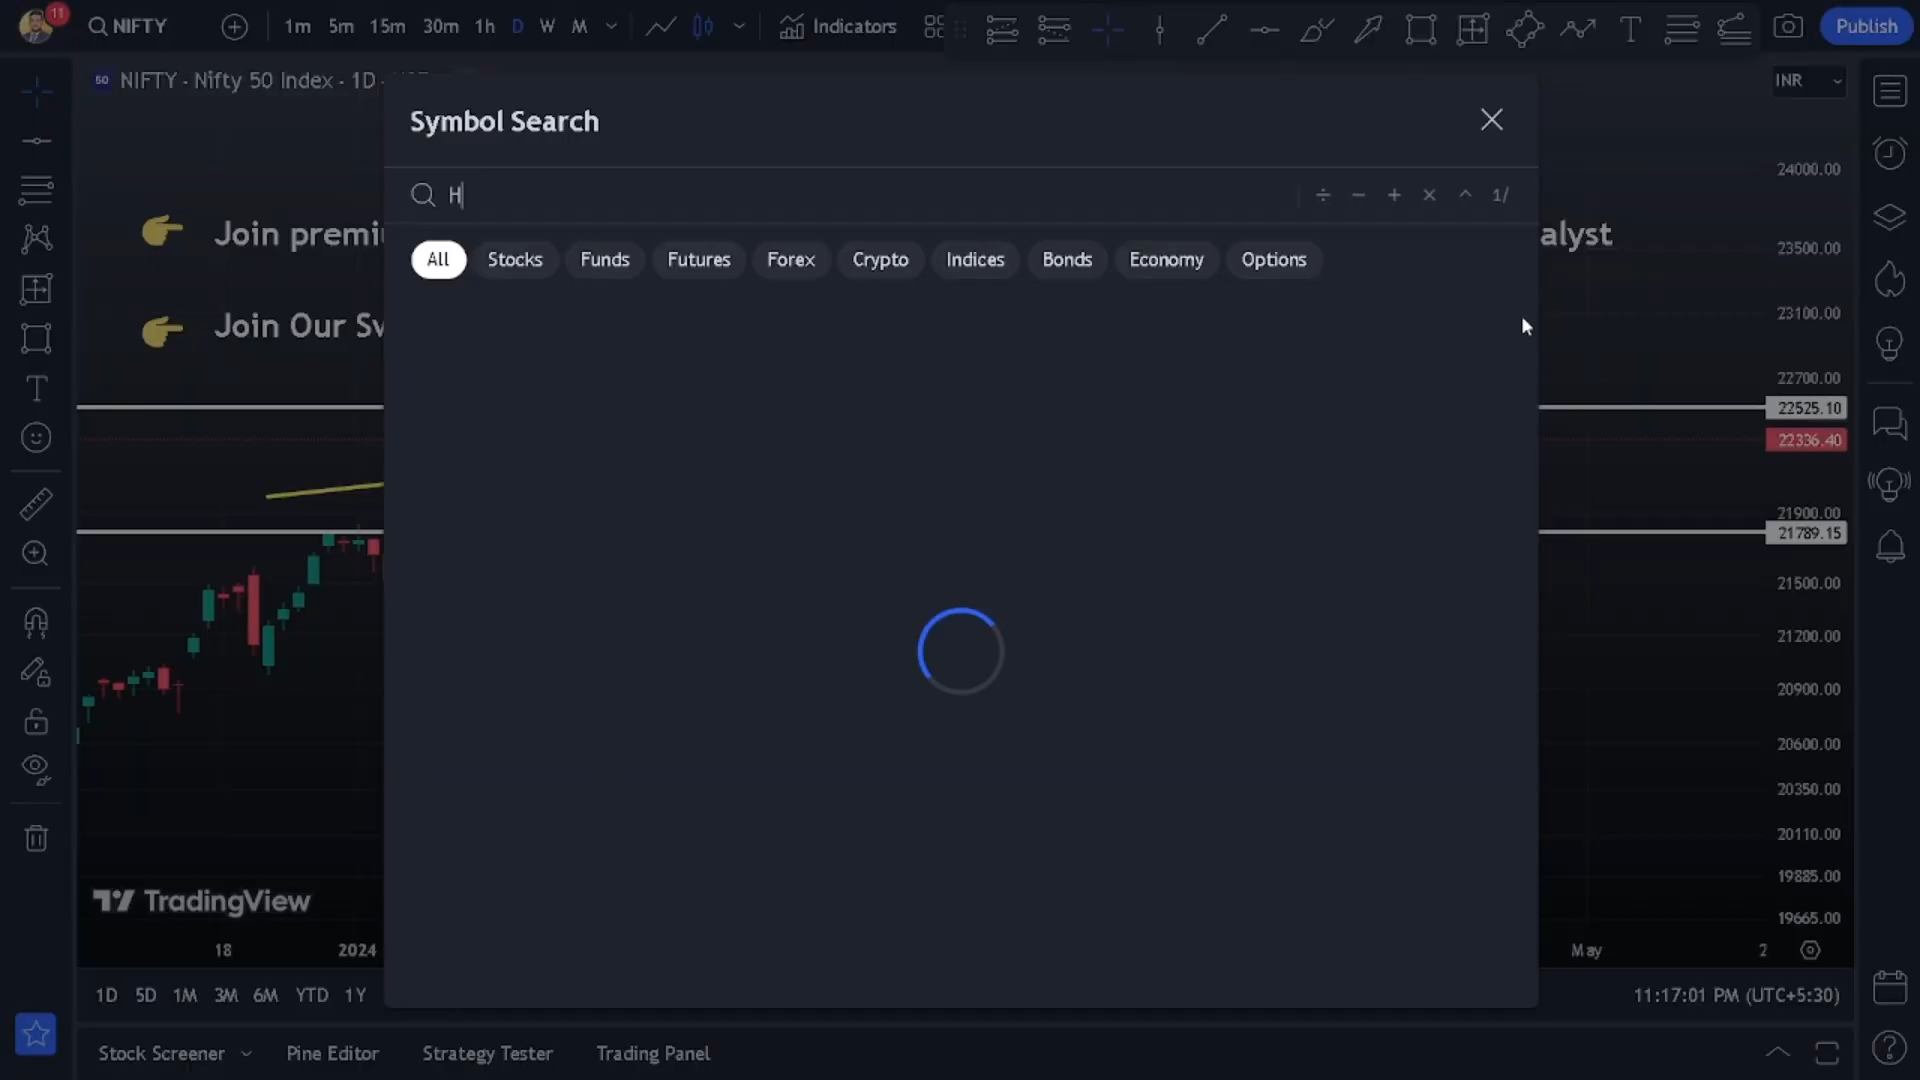 11
NIFTY
1m 5m 15m 30m 1h D W M
Indicators
Publish
50 NIFTY - Nifty 50 Index - 1D -
INR
Symbol Search
H
÷ − + × ^ 1/
All Stocks Funds Futures Forex Crypto Indices Bonds Economy Options
Join premi
alyst
Join Our Sv
24000.00
23500.00
23100.00
22700.00
22525.10
22336.40
21900.00
21789.15
21500.00
21200.00
20900.00
20600.00
20350.00
20110.00
19885.00
19665.00
TradingView
18 2024 May 2
1D 5D 1M 3M 6M YTD 1Y
11:17:01 PM (UTC+5:30)
Stock Screener Pine Editor Strategy Tester Trading Panel